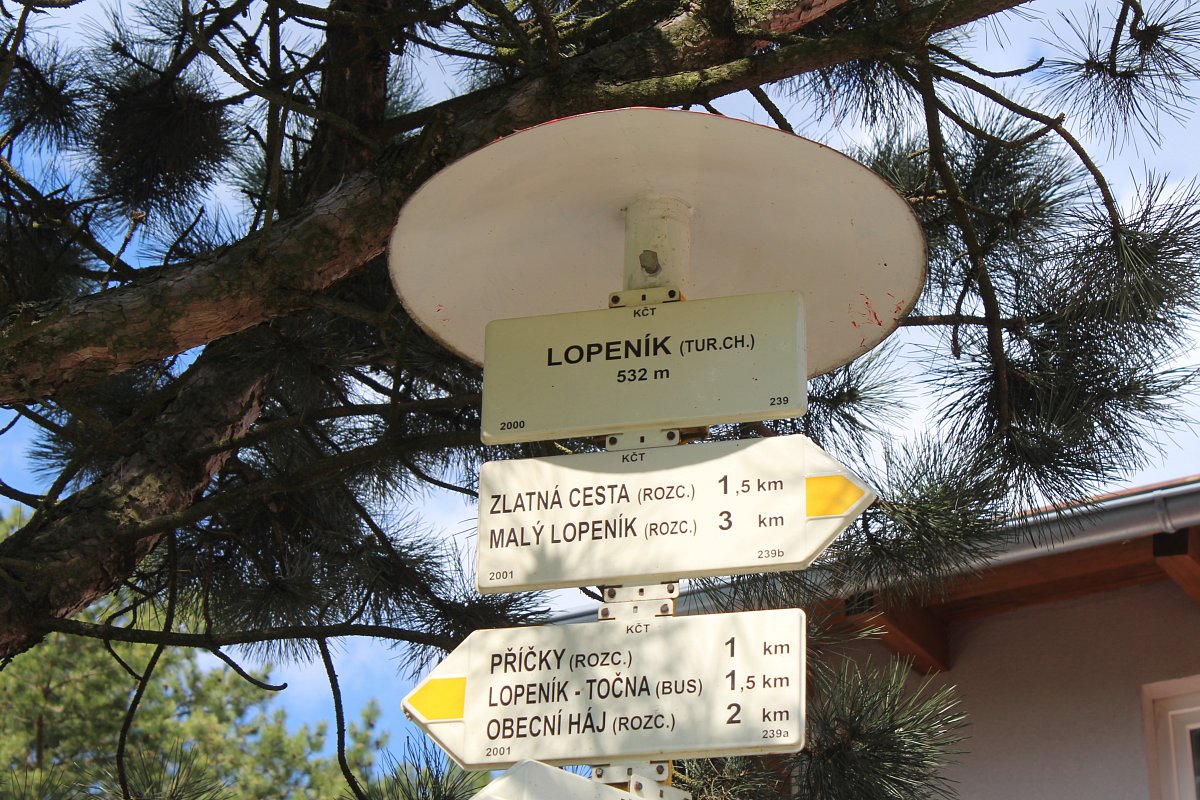 KČT
LOPENÍK (TUR.CH.)
532 m
2000 239
KČT
ZLATNÁ CESTA (ROZC.) 1,5 km
MALÝ LOPENÍK (ROZC.) 3 km
2001 239b
KČT
PŘÍČKY (ROZC.) 1 km
LOPENÍK - TOČNA (BUS) 1,5 km
OBECNÍ HÁJ (ROZC.) 2 km
2001 239a